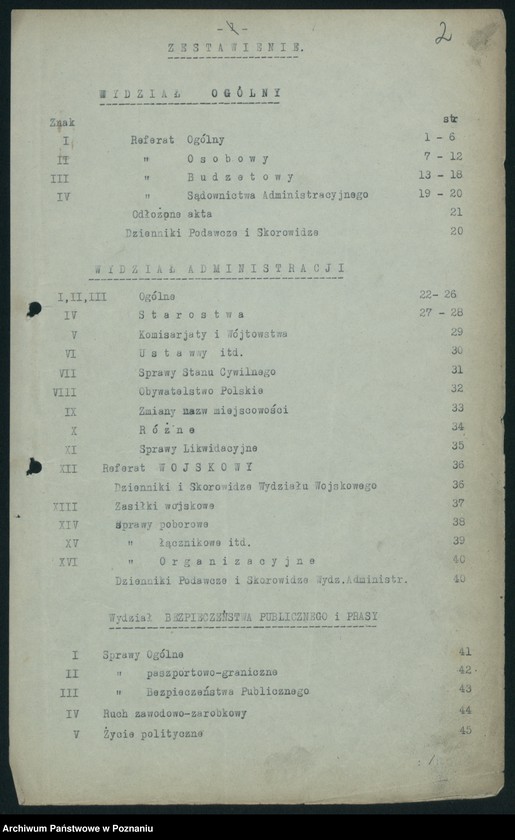 - 1 -
2
ZESTAWIENIE.
WYDZIAŁ OGÓLNY
Znak str
I Referat Ogólny 1 - 6
II " Osobowy 7 - 12
III " Budżetowy 13 - 18
IV " Sądownictwa Administracyjnego 19 - 20
Odłożone akta 21
Dzienniki Podawcze i Skorowidze 20
WYDZIAŁ ADMINISTRACJI
I,II,III Ogólne 22- 26
IV Starostwa 27 - 28
V Komisarjaty i Wójtowstwa 29
VI Ustawy itd. 30
VII Sprawy Stanu Cywilnego 31
VIII Obywatelstwo Polskie 32
IX Zmiany nazw miejscowości 33
X Różne 34
XI Sprawy Likwidacyjne 35
XII Referat WOJSKOWY 36
Dzienniki i Skorowidze Wydziału Wojskowego 36
XIII Zasiłki wojskowe 37
XIV Sprawy poborowe 38
XV " łącznikowe itd. 39
XVI " Organizacyjne 40
Dzienniki Podawcze i Skorowidze Wydz.Administr. 40
Wydział BEZPIECZEŃSTWA PUBLICZNEGO i PRASY
I Sprawy Ogólne 41
II " paszportowo-graniczne 42
III " Bezpieczeństwa Publicznego 43
IV Ruch zawodowo-zarobkowy 44
V Życie polityczne 45
Archiwum Państwowe w Poznaniu